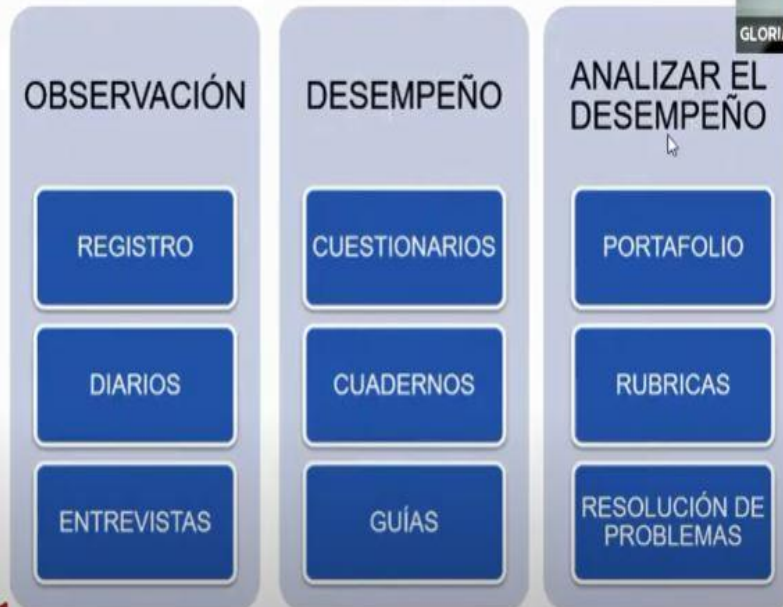 OBSERVACIÓN
REGISTRO
DIARIOS
ENTREVISTAS
DESEMPEÑO
CUESTIONARIOS
CUADERNOS
GUÍAS
ANALIZAR EL
DESEMPEÑO
PORTAFOLIO
RUBRICAS
RESOLUCIÓN DE
PROBLEMAS